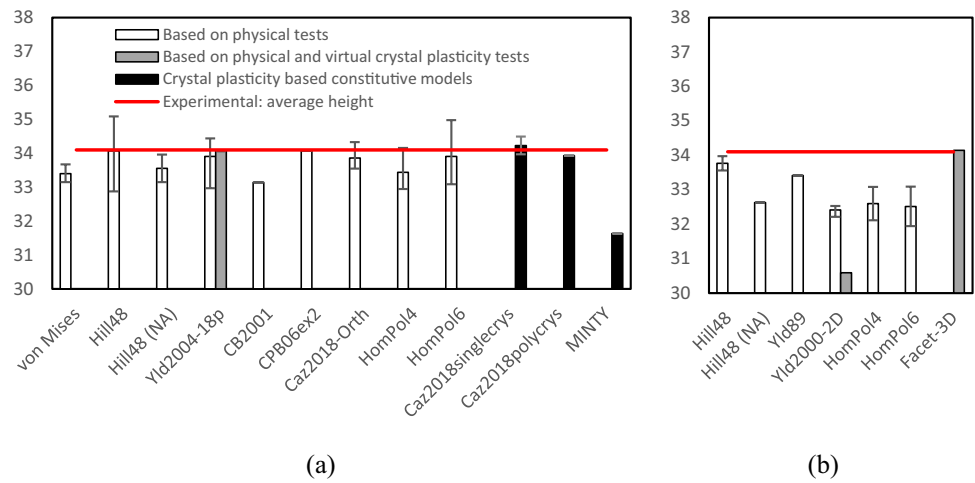 38
37
36
35
34
33
32
31
30
Based on physical tests
Based on physical and virtual crystal plasticity tests
Crystal plasticity based constitutive models
Experimental: average height
von Mises
Hill48
Hill48 (NA)
Yld2004-18p
CB2001
CPB06ex2
Caz2018-Orth
HomPol4
HomPol6
Caz2018singlecrys
Caz2018polycrys
MINTY
(a)
38
37
36
35
34
33
32
31
30
Hill48
Hill48 (NA)
Yld89
Yld2000-2D
HomPol4
HomPol6
Facet-3D
(b)